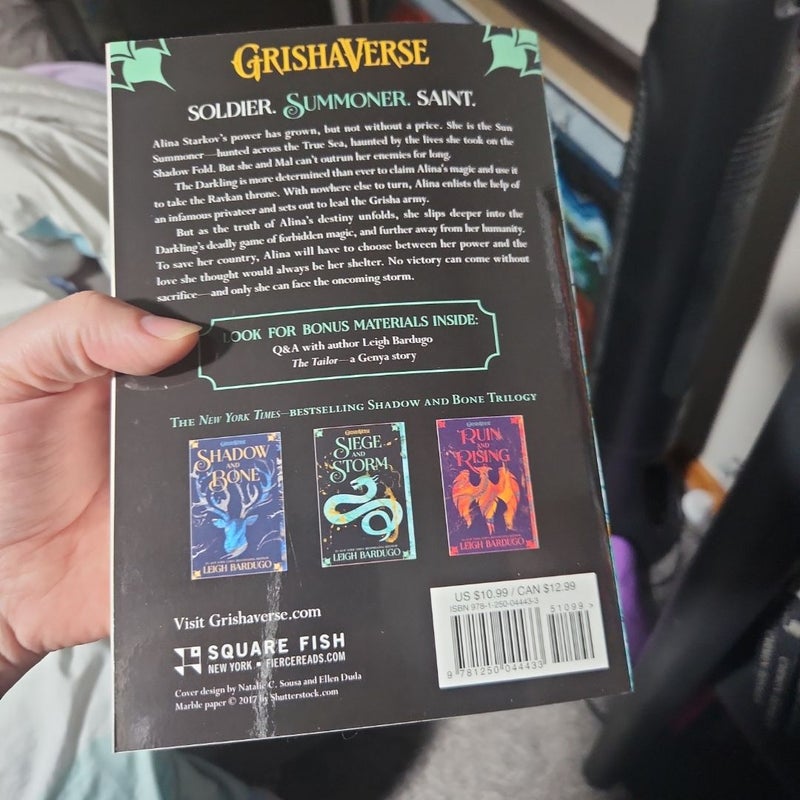 GRISHAVERSE
SOLDIER. SUMMONER. SAINT.
Alina Starkov's power has grown, but not without a price. She is the Sun
Summoner—hunted across the True Sea, haunted by the lives she took on the
Shadow Fold. But she and Mal can't outrun her enemies for long.
The Darkling is more determined than ever to claim Alina's magic and use it
to take the Ravkan throne. With nowhere else to turn, Alina enlists the help of
an infamous privateer and sets out to lead the Grisha army.
But as the truth of Alina's destiny unfolds, she slips deeper into the
Darkling's deadly game of forbidden magic, and further away from her humanity.
To save her country, Alina will have to choose between her power and the
love she thought would always be her shelter. No victory can come without
sacrifice—and only she can face the oncoming storm.
LOOK FOR BONUS MATERIALS INSIDE:
Q&A with author Leigh Bardugo
The Tailor—a Genya story
THE NEW YORK TIMES–BESTSELLING SHADOW AND BONE TRILOGY
GRISHAVERSE
SHADOW
AND
BONE
LEIGH BARDUGO
GRISHAVERSE
SIEGE
AND
STORM
LEIGH BARDUGO
GRISHAVERSE
RUIN
AND
RISING
LEIGH BARDUGO
Visit Grishaverse.com
SQUARE FISH
NEW YORK • FIERCEREADS.COM
Cover design by Natalie C. Sousa and Ellen Duda
Marble paper © 2017 by Shutterstock.com
US $10.99 / CAN $12.99
ISBN 978-1-250-04443-3
51099 >
9 781250 044433